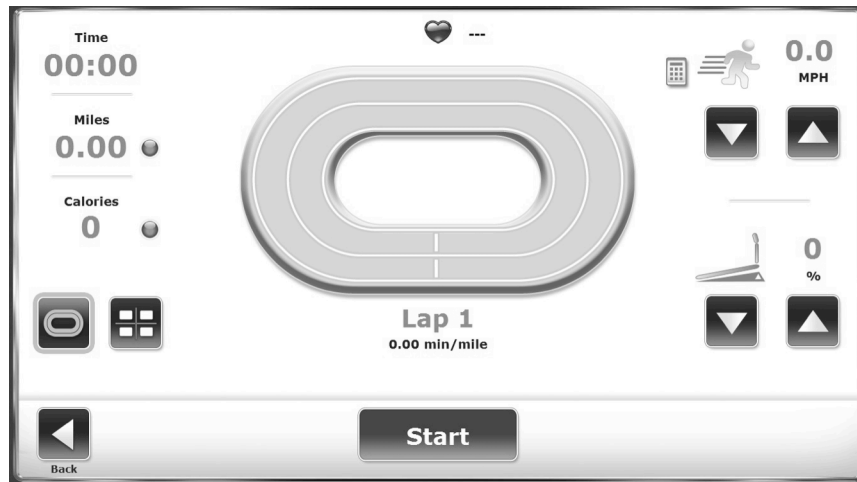 Time
00:00
Miles
0.00
Calories
0
---
Lap 1
0.00 min/mile
0.0
MPH
0
%
Start
Back